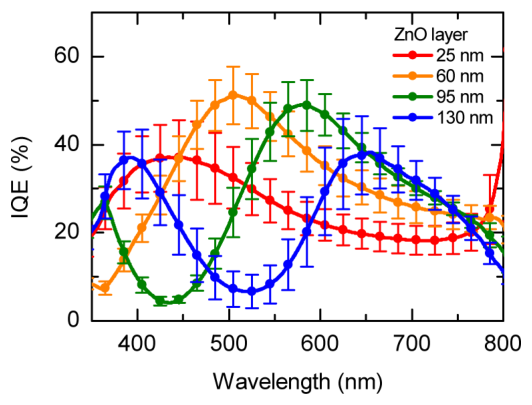 ZnO layer
25 nm
60 nm
95 nm
130 nm
IQE (%)
60
40
20
0
400
500
600
700
800
Wavelength (nm)